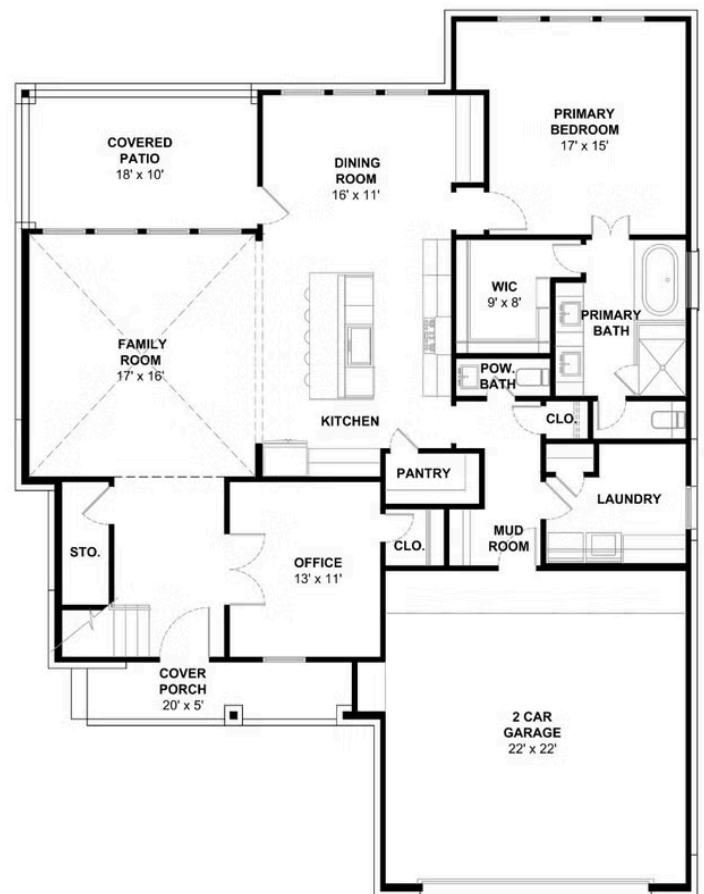 PRIMARY
BEDROOM
17' x 15'
COVERED
PATIO
18' x 10'
DINING
ROOM
16' x 11'
WIC
9' x 8'
PRIMARY
BATH
FAMILY
ROOM
17' x 16'
POW.
BATH
KITCHEN
CLO.
PANTRY
LAUNDRY
STO.
OFFICE
13' x 11'
CLO.
MUD
ROOM
COVER
PORCH
20' x 5'
2 CAR
GARAGE
22' x 22'